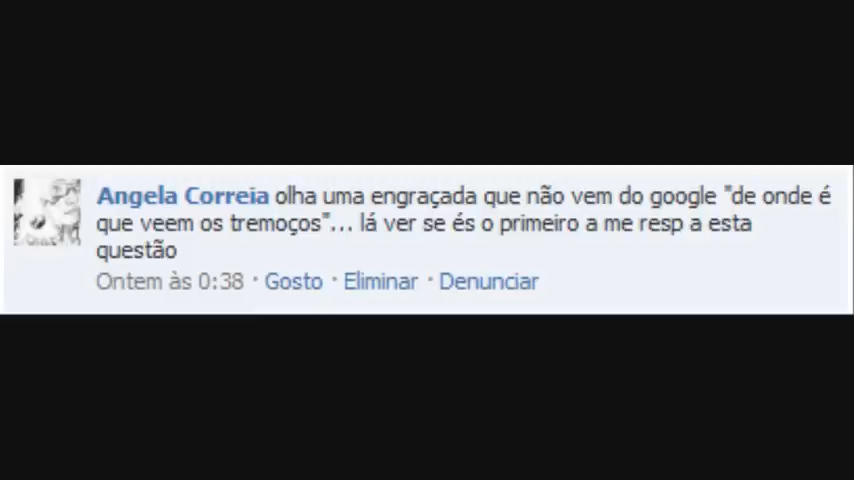 Angela Correia olha uma engraçada que não vem do google "de onde é
que veem os tremoços"... lá ver se és o primeiro a me resp a esta
questão
Ontem às 0:38 · Gosto · Eliminar · Denunciar